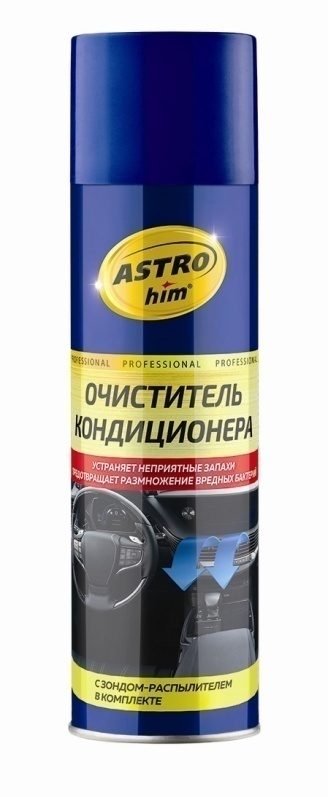 ASTRO
him®
PROFESSIONAL PROFESSIONAL PROFESSIONAL
ОЧИСТИТЕЛЬ
КОНДИЦИОНЕРА
УСТРАНЯЕТ НЕПРИЯТНЫЕ ЗАПАХИ
ПРЕДОТВРАЩАЕТ РАЗМНОЖЕНИЕ ВРЕДНЫХ БАКТЕРИЙ
С ЗОНДОМ-РАСПЫЛИТЕЛЕМ
В КОМПЛЕКТЕ